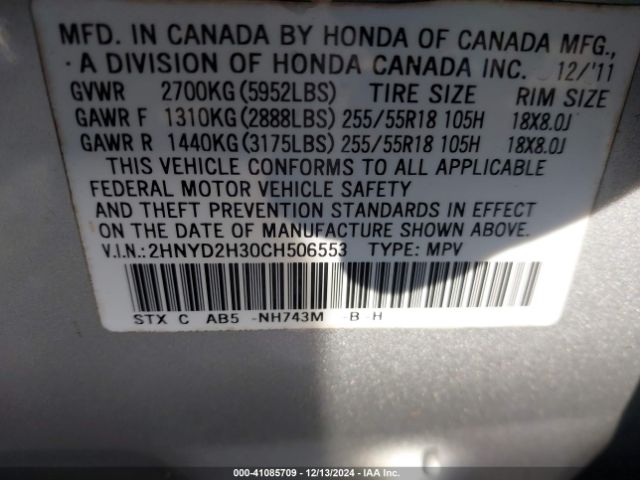 MFD. IN CANADA BY HONDA OF CANADA MFG.,
A DIVISION OF HONDA CANADA INC. 12/'11
GVWR 2700KG(5952LBS) TIRE SIZE RIM SIZE
GAWR F 1310KG(2888LBS) 255/55R18 105H 18X8.0J
GAWR R 1440KG(3175LBS) 255/55R18 105H 18X8.0J
THIS VEHICLE CONFORMS TO ALL APPLICABLE
FEDERAL MOTOR VEHICLE SAFETY
AND THEFT PREVENTION STANDARDS IN EFFECT
ON THE DATE OF MANUFACTURE SHOWN ABOVE.
V.I.N.:2HNYD2H30CH506553 TYPE: MPV
STX C AB5 -NH743M -B -H
000-41085709 - 12/13/2024 - IAAI.COM